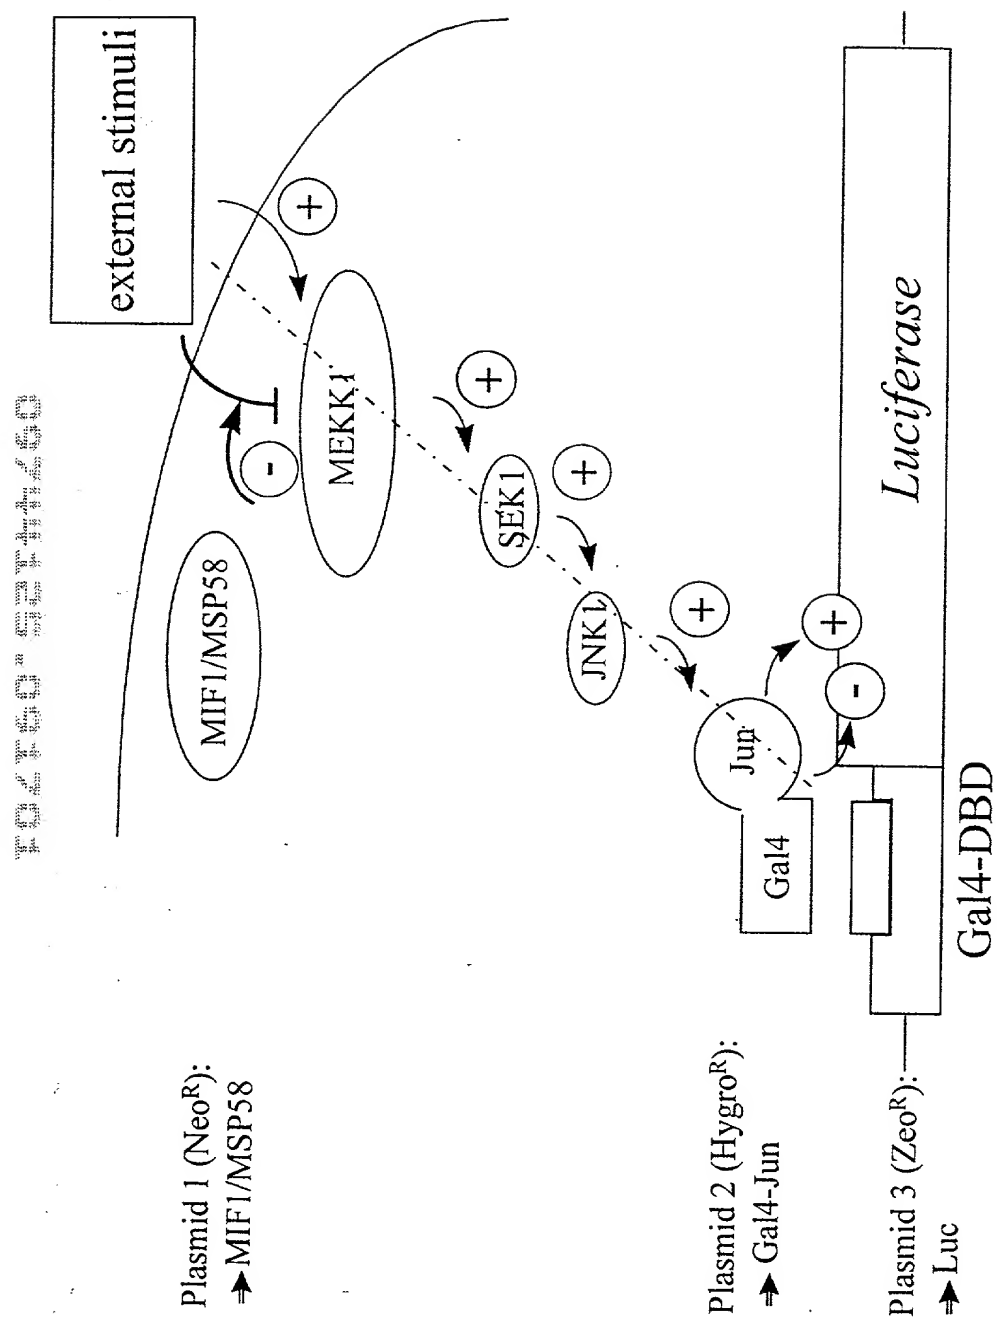 external stimuli
+
MIF1/MSP58
-
MEKK1
+
SEK1
+
JNK1
+
Jun
Gal4
+
-
Luciferase
Gal4-DBD
Plasmid 1 (Neoᴿ):
⇒ MIF1/MSP58
Plasmid 2 (Hygroᴿ):
⇒ Gal4-Jun
Plasmid 3 (Zeoᴿ):
⇒ Luc